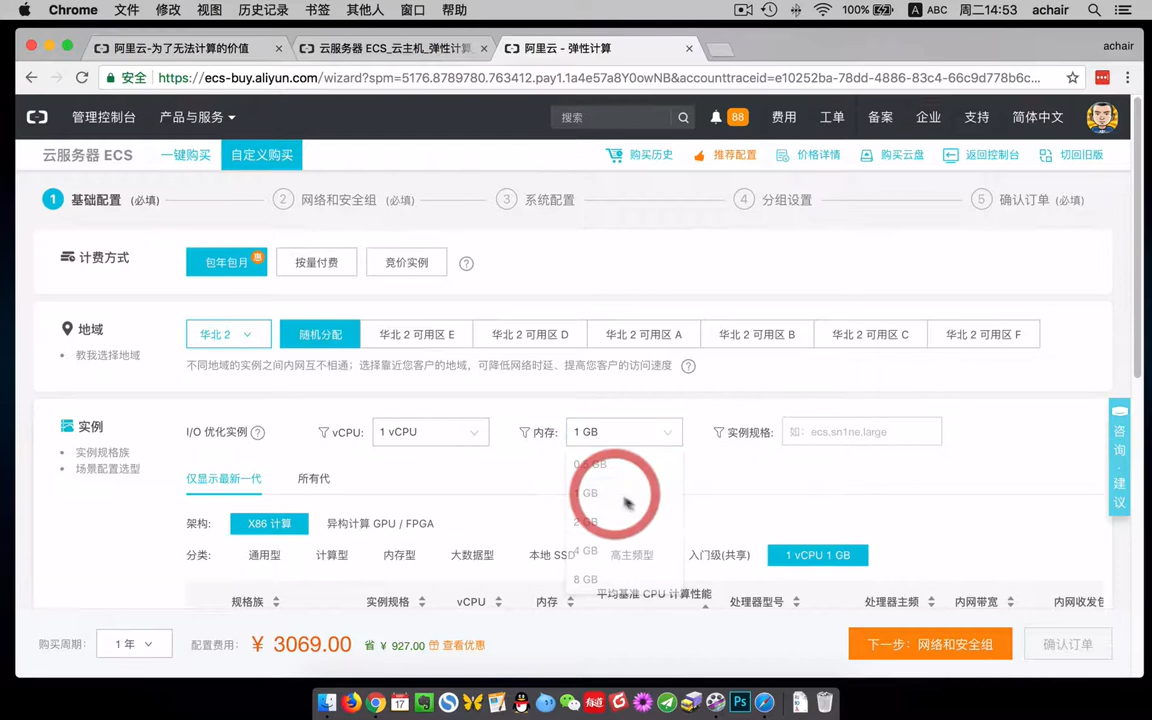 Chrome 文件 修改 视图 历史记录 书签 其他人 窗口 帮助 100% A ABC 周二14:53 achair
阿里云-为了无法计算的价值 云服务器 ECS_云主机_弹性计算 阿里云 - 弹性计算 achair
安全 https://ecs-buy.aliyun.com/wizard?spm=5176.8789780.763412.pay1.1a4e57a8Y0owNB&accounttraceid=e10252ba-78dd-4886-83c4-66c9d778b6c...
管理控制台 产品与服务 搜索 88 费用 工单 备案 企业 支持 简体中文
云服务器 ECS 一键购买 自定义购买 购买历史 推荐配置 价格详情 购买云盘 返回控制台 切回旧版
1 基础配置 (必填) 2 网络和安全组 (必填) 3 系统配置 4 分组设置 5 确认订单 (必填)
计费方式 包年包月 惠 按量付费 竞价实例 ?
地域 华北 2 随机分配 华北 2 可用区 E 华北 2 可用区 D 华北 2 可用区 A 华北 2 可用区 B 华北 2 可用区 C 华北 2 可用区 F
• 教我选择地域
不同地域的实例之间内网互不相通；选择靠近您客户的地域，可降低网络时延、提高您客户的访问速度 ?
实例 I/O 优化实例 ? vCPU: 1 vCPU 内存: 1 GB 实例规格: 如：ecs.sn1ne.large
• 实例规格族
• 场景配置选型
0.5 GB
1 GB
2 GB
4 GB
8 GB
仅显示最新一代 所有代
架构: X86 计算 异构计算 GPU / FPGA
分类: 通用型 计算型 内存型 大数据型 本地 SSD 高主频型 入门级(共享) 1 vCPU 1 GB
规格族 实例规格 vCPU 内存 平均基准 CPU 计算性能 处理器型号 处理器主频 内网带宽 内网收发包
咨询·建议
购买周期: 1 年 配置费用: ¥ 3069.00 省 ¥ 927.00 查看优惠 下一步：网络和安全组 确认订单
17 有道 Ps